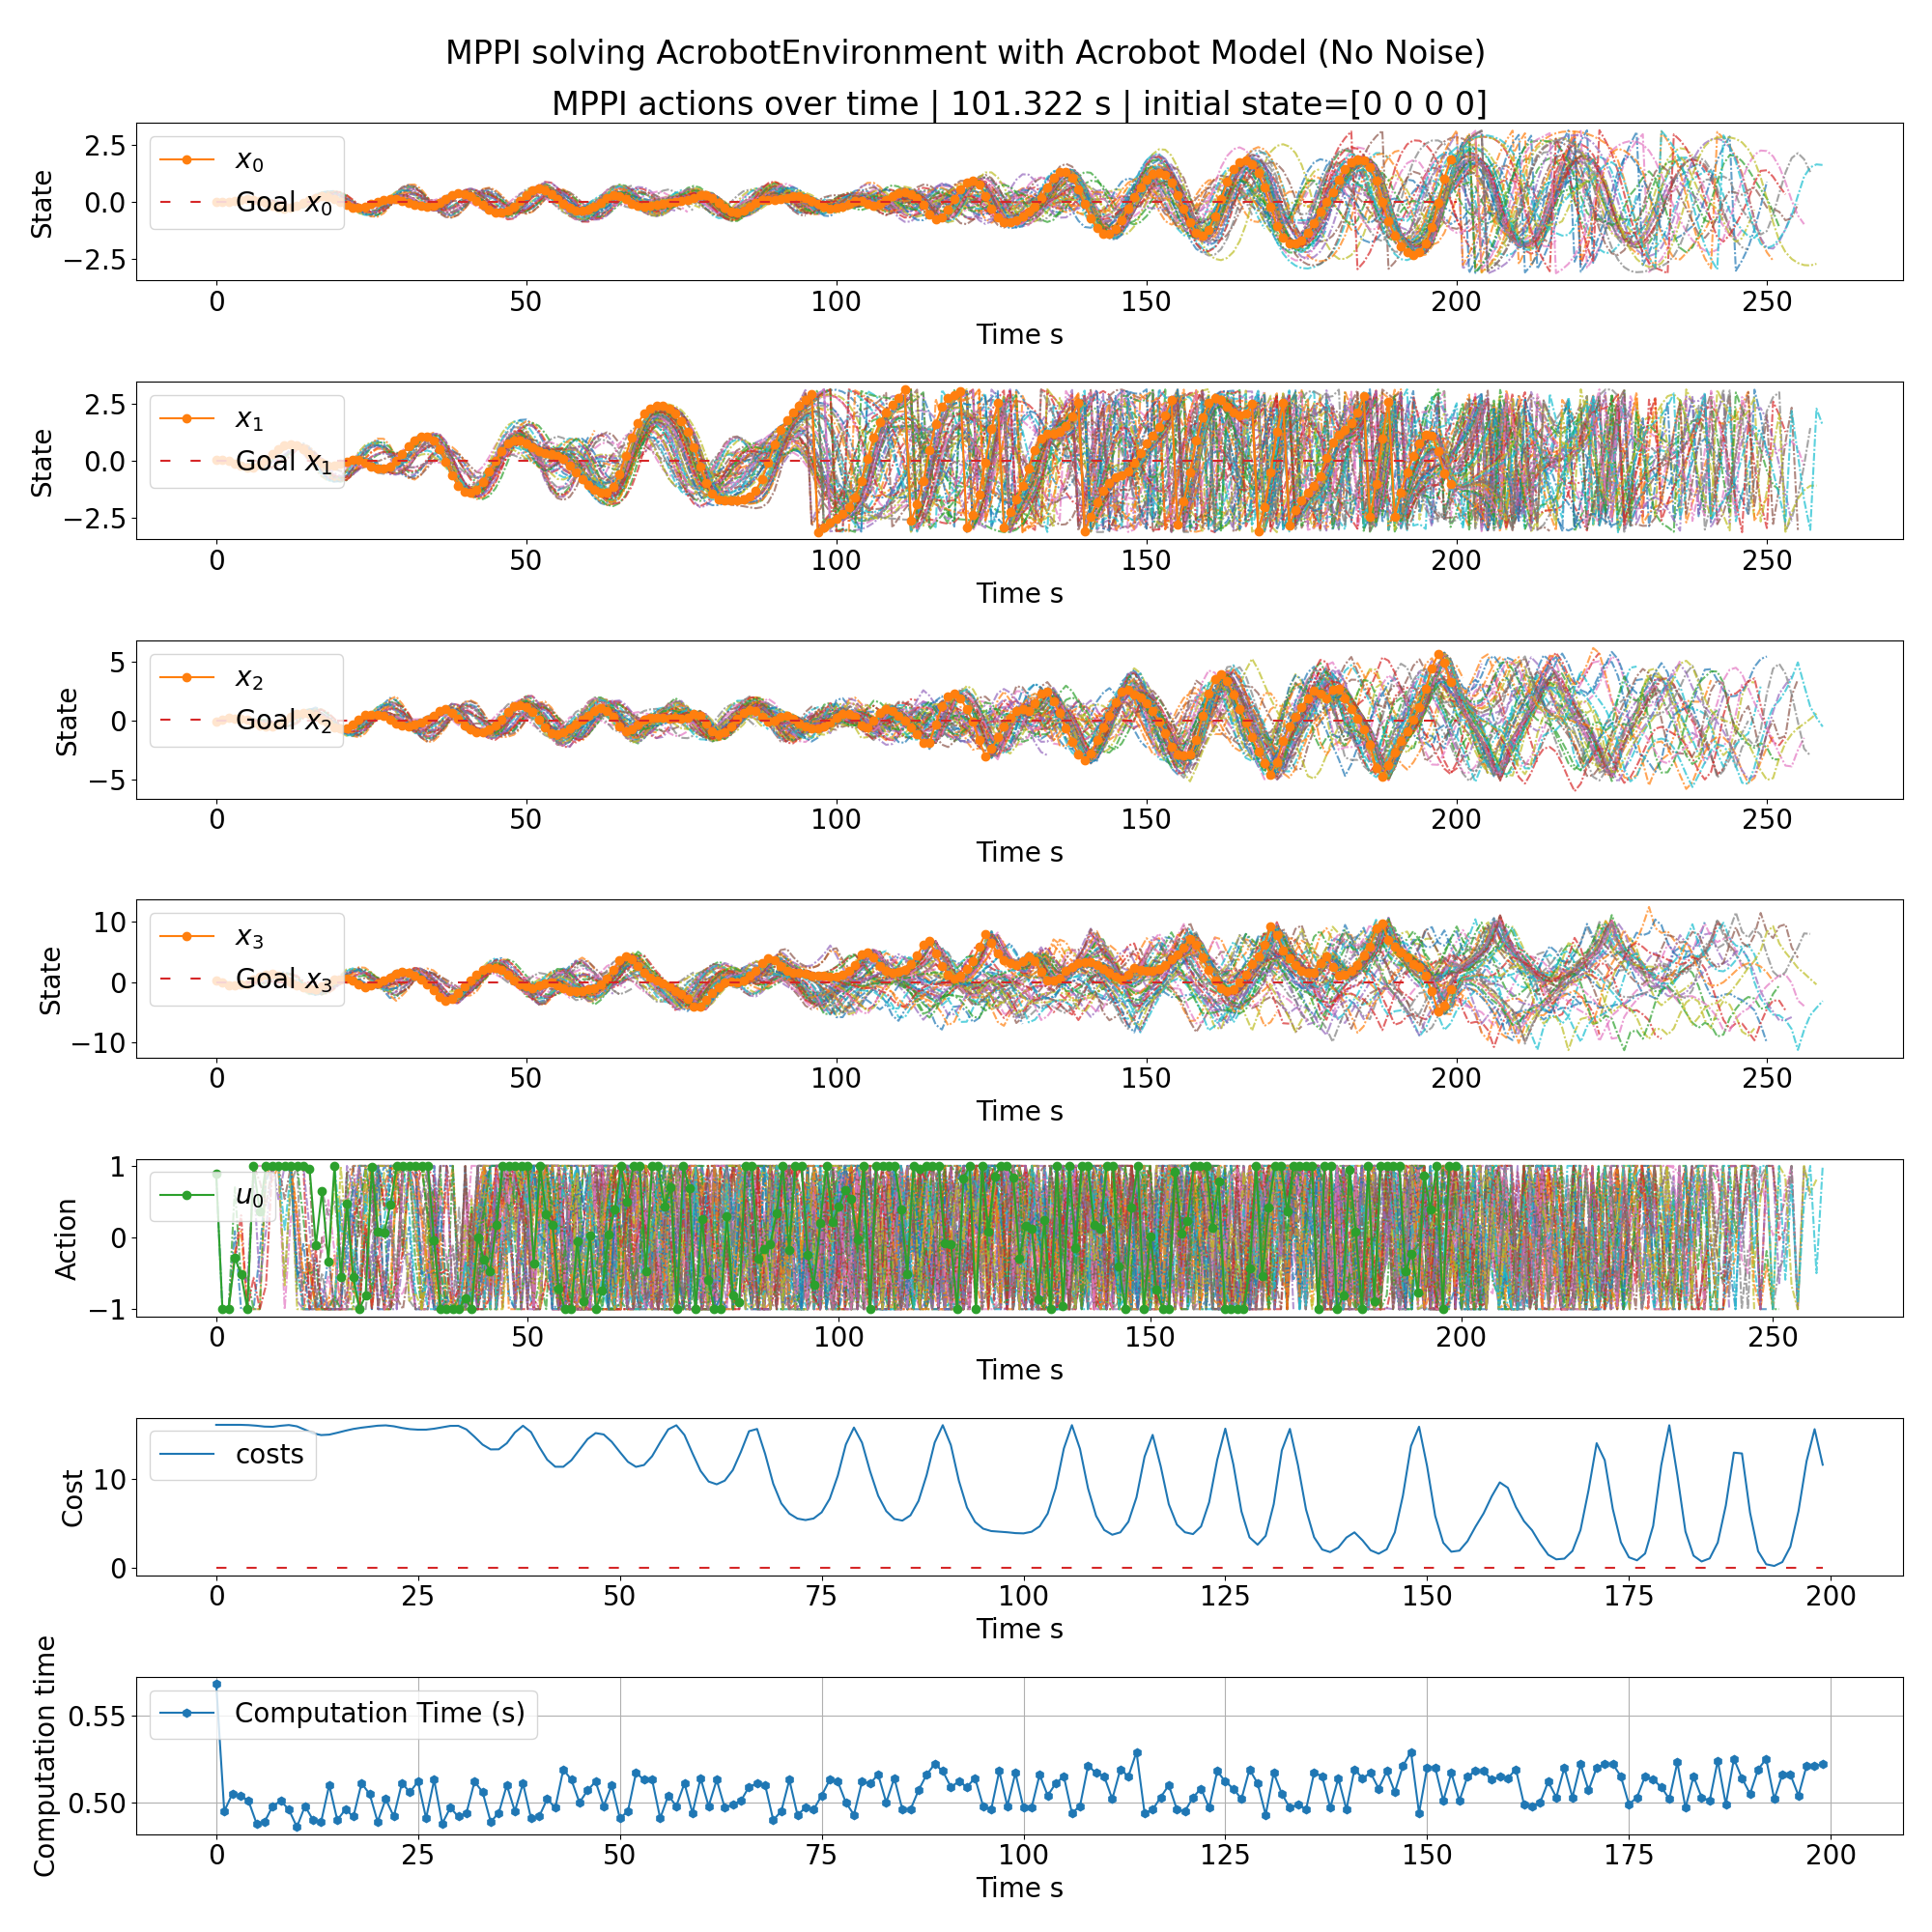 MPPI solving AcrobotEnvironment with Acrobot Model (No Noise)
MPPI actions over time | 101.322 s | initial state=[0 0 0 0]
State
2.5
0.0
−2.5
x₀
Goal x₀
0 50 100 150 200 250
Time s
State
2.5
0.0
−2.5
x₁
Goal x₁
0 50 100 150 200 250
Time s
State
5
0
−5
x₂
Goal x₂
0 50 100 150 200 250
Time s
State
10
0
−10
x₃
Goal x₃
0 50 100 150 200 250
Time s
Action
1
0
−1
u₀
0 50 100 150 200 250
Time s
Cost
10
0
costs
0 25 50 75 100 125 150 175 200
Time s
Computation time
0.55
0.50
Computation Time (s)
0 25 50 75 100 125 150 175 200
Time s